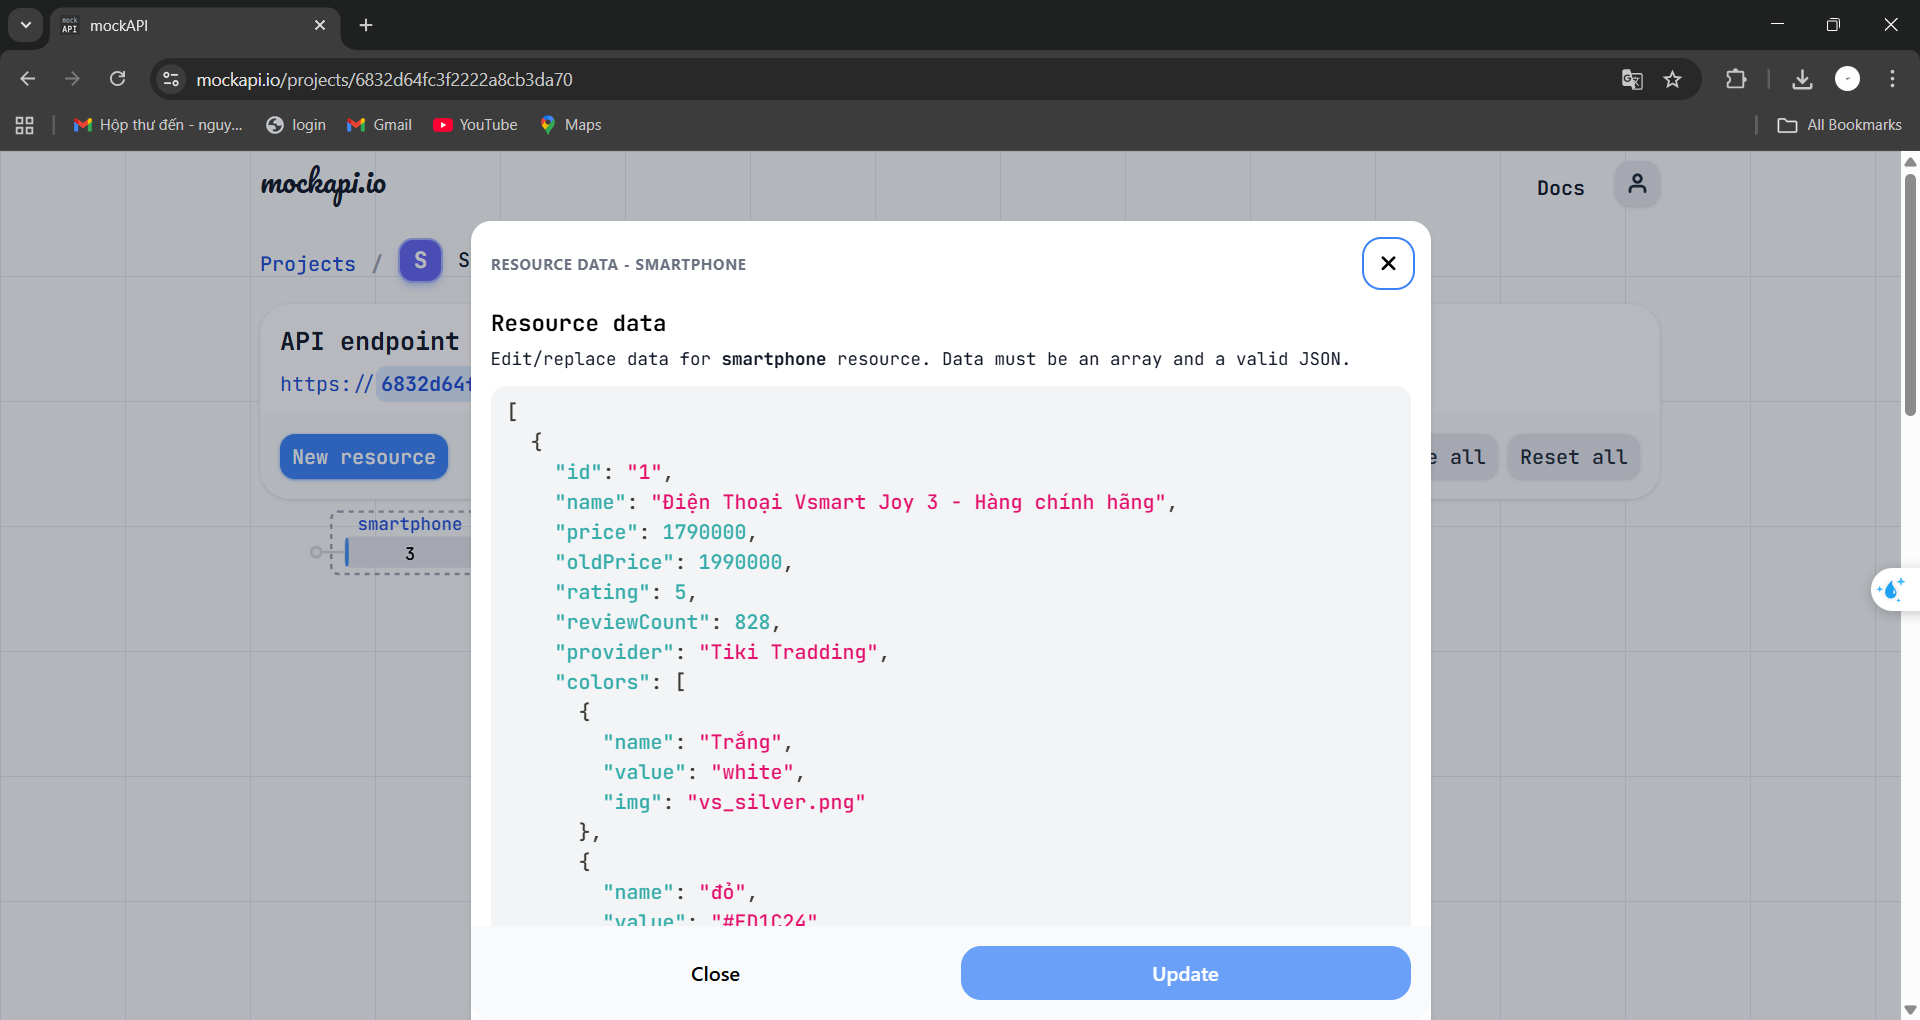 mock API
mockAPI
mockapi.io/projects/6832d64fc3f2222a8cb3da70
Hộp thư đến - nguy...
login
Gmail
YouTube
Maps
All Bookmarks
mockapi.io
Docs
Projects / S S
RESOURCE DATA - SMARTPHONE
API endpoint
https://6832d64f
New resource
e all
Reset all
smartphone
3
Resource data
Edit/replace data for smartphone resource. Data must be an array and a valid JSON.
[
{
"id": "1",
"name": "Điện Thoại Vsmart Joy 3 - Hàng chính hãng",
"price": 1790000,
"oldPrice": 1990000,
"rating": 5,
"reviewCount": 828,
"provider": "Tiki Tradding",
"colors": [
{
"name": "Trắng",
"value": "white",
"img": "vs_silver.png"
},
{
"name": "đỏ",
"value": "#ED1C24"
Close
Update